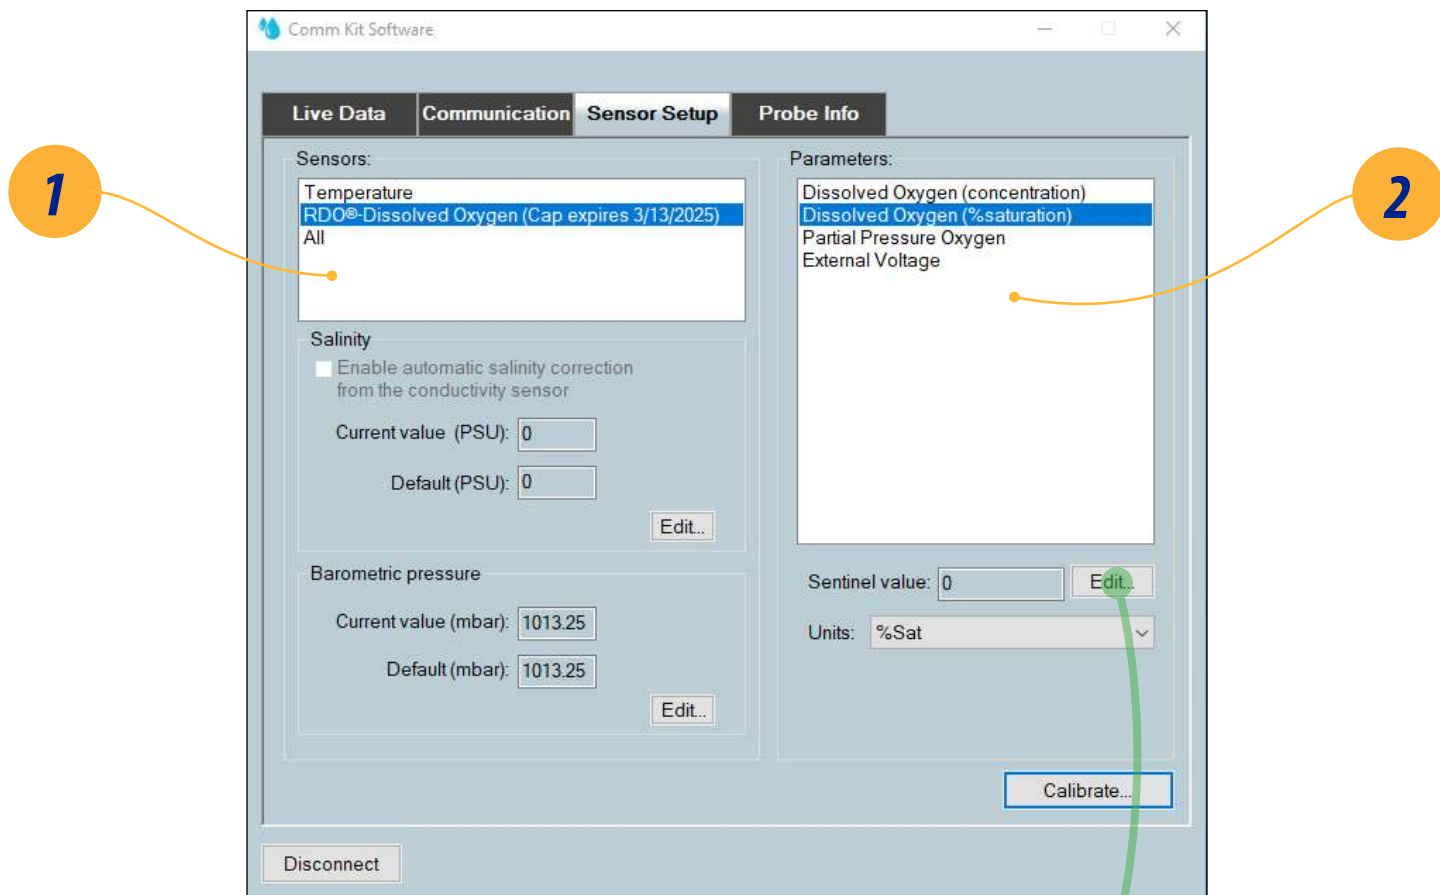 Comm Kit Software
Live Data Communication Sensor Setup Probe Info
Sensors:
Temperature
RDO®-Dissolved Oxygen (Cap expires 3/13/2025)
All
Salinity
Enable automatic salinity correction
from the conductivity sensor
Current value (PSU): 0
Default (PSU): 0
Edit...
Barometric pressure
Current value (mbar): 1013.25
Default (mbar): 1013.25
Edit...
Parameters:
Dissolved Oxygen (concentration)
Dissolved Oxygen (%saturation)
Partial Pressure Oxygen
External Voltage
Sentinel value: 0 Edit...
Units: %Sat
Calibrate...
Disconnect
1
2